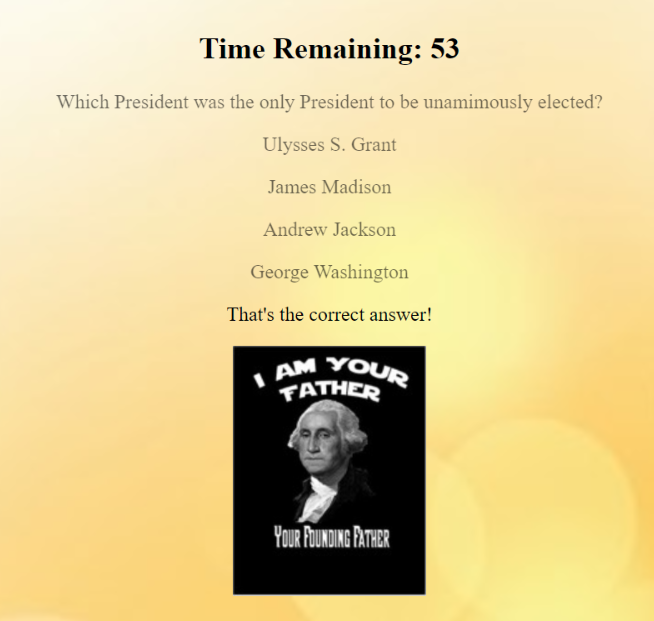 Time Remaining: 53
Which President was the only President to be unamimously elected?
Ulysses S. Grant
James Madison
Andrew Jackson
George Washington
That's the correct answer!
I AM YOUR
FATHER
YOUR FOUNDING FATHER